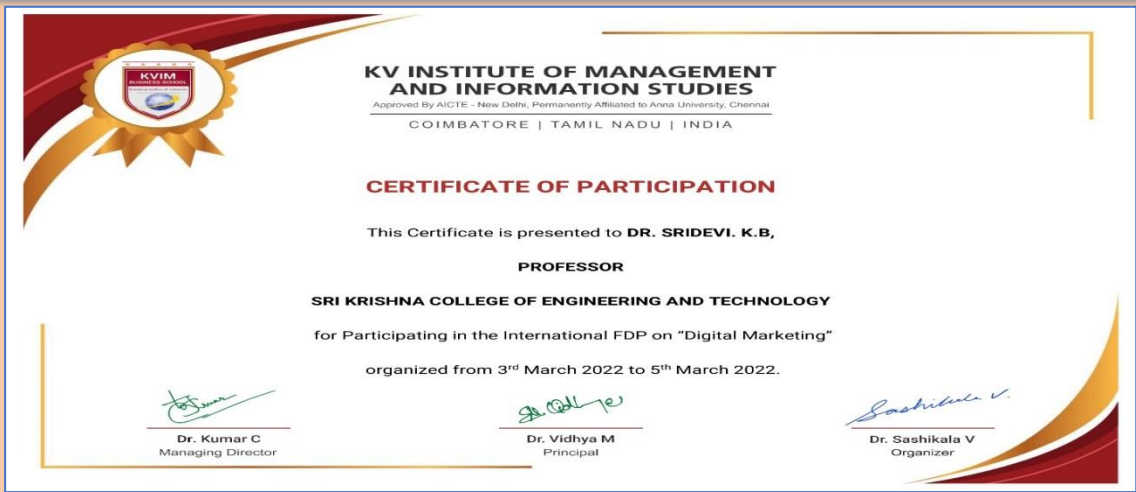 KVIM
BUSINESS SCHOOL
KV INSTITUTE OF MANAGEMENT
AND INFORMATION STUDIES
Approved By AICTE - New Delhi, Permanently Affiliated to Anna University, Chennai
COIMBATORE | TAMIL NADU | INDIA
CERTIFICATE OF PARTICIPATION
This Certificate is presented to DR. SRIDEVI. K.B,
PROFESSOR
SRI KRISHNA COLLEGE OF ENGINEERING AND TECHNOLOGY
for Participating in the International FDP on “Digital Marketing”
organized from 3rd March 2022 to 5th March 2022.
Sashikala V.
Dr. Kumar C
Managing Director
Dr. Vidhya M
Principal
Dr. Sashikala V
Organizer